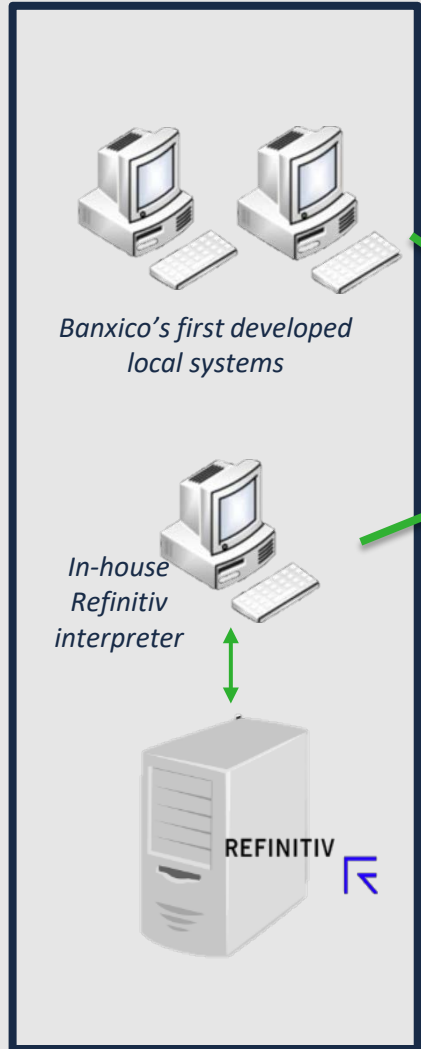 Banxico’s first developed
local systems
In-house
Refinitiv
interpreter
REFINITIV